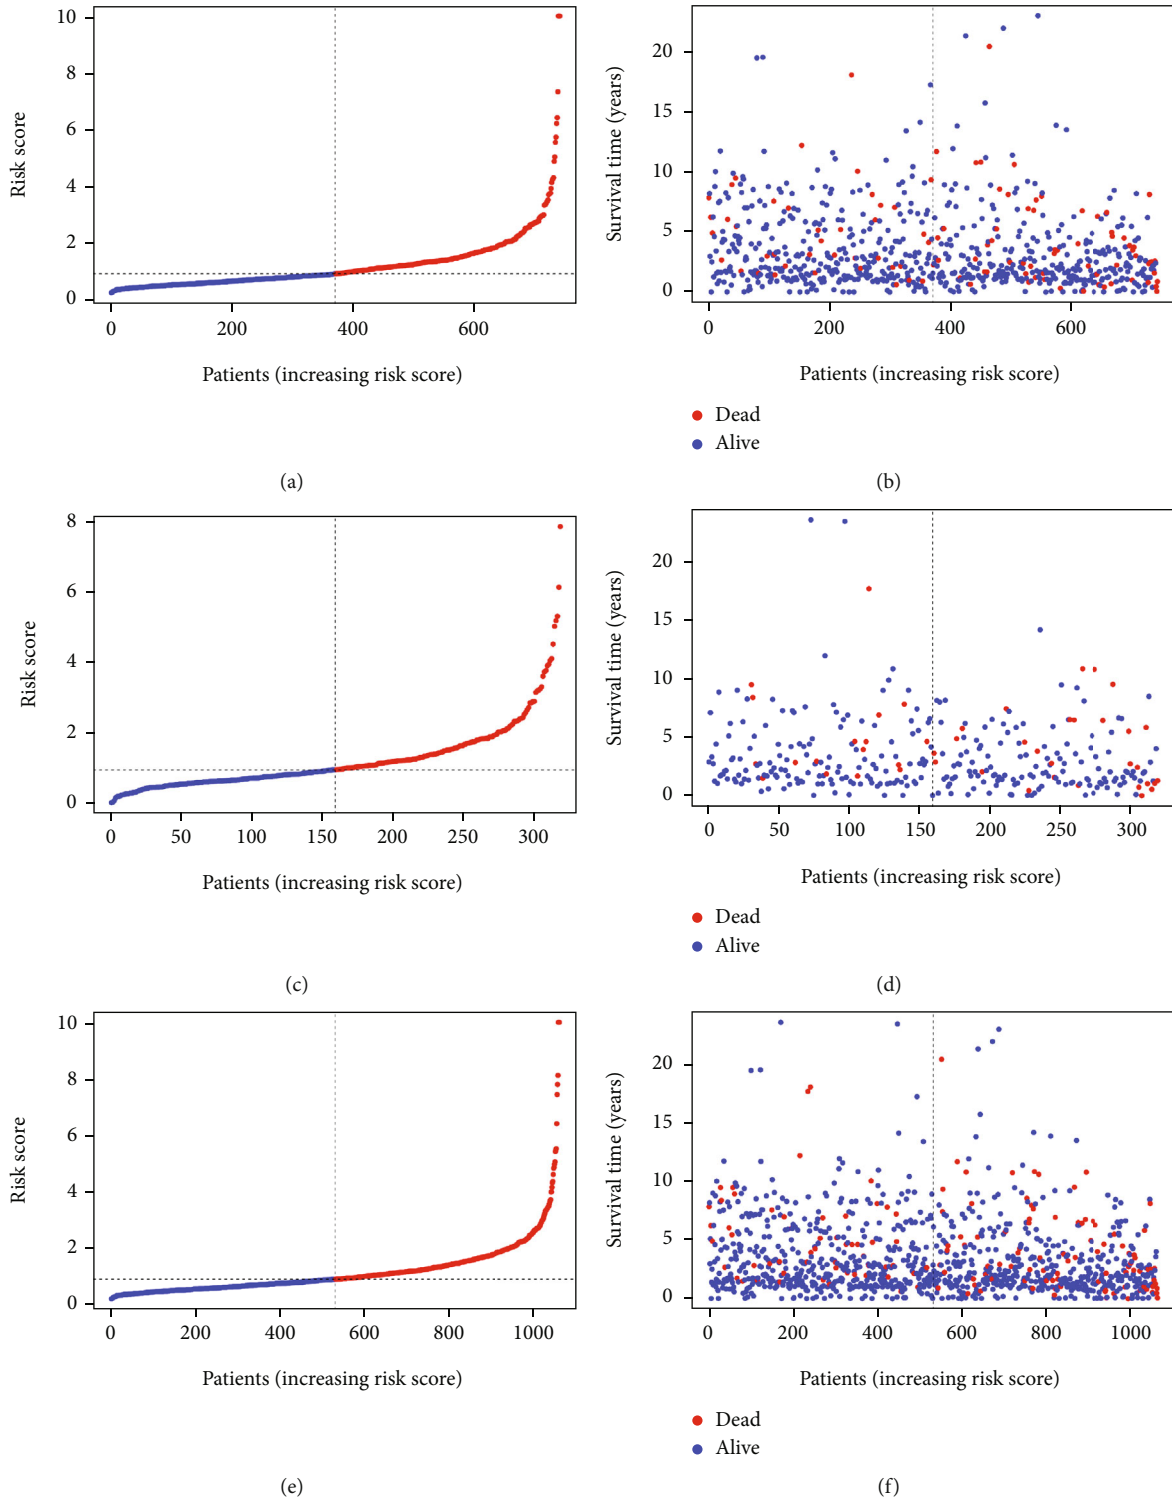 10
8
6
4
2
0
Risk score
0 200 400 600
Patients (increasing risk score)
(a)
20
15
10
5
0
Survival time (years)
0 200 400 600
Patients (increasing risk score)
Dead
Alive
(b)
8
6
4
2
0
Risk score
0 50 100 150 200 250 300
Patients (increasing risk score)
(c)
20
15
10
5
0
Survival time (years)
0 50 100 150 200 250 300
Patients (increasing risk score)
Dead
Alive
(d)
10
8
6
4
2
0
Risk score
0 200 400 600 800 1000
Patients (increasing risk score)
(e)
20
15
10
5
0
Survival time (years)
0 200 400 600 800 1000
Patients (increasing risk score)
Dead
Alive
(f)